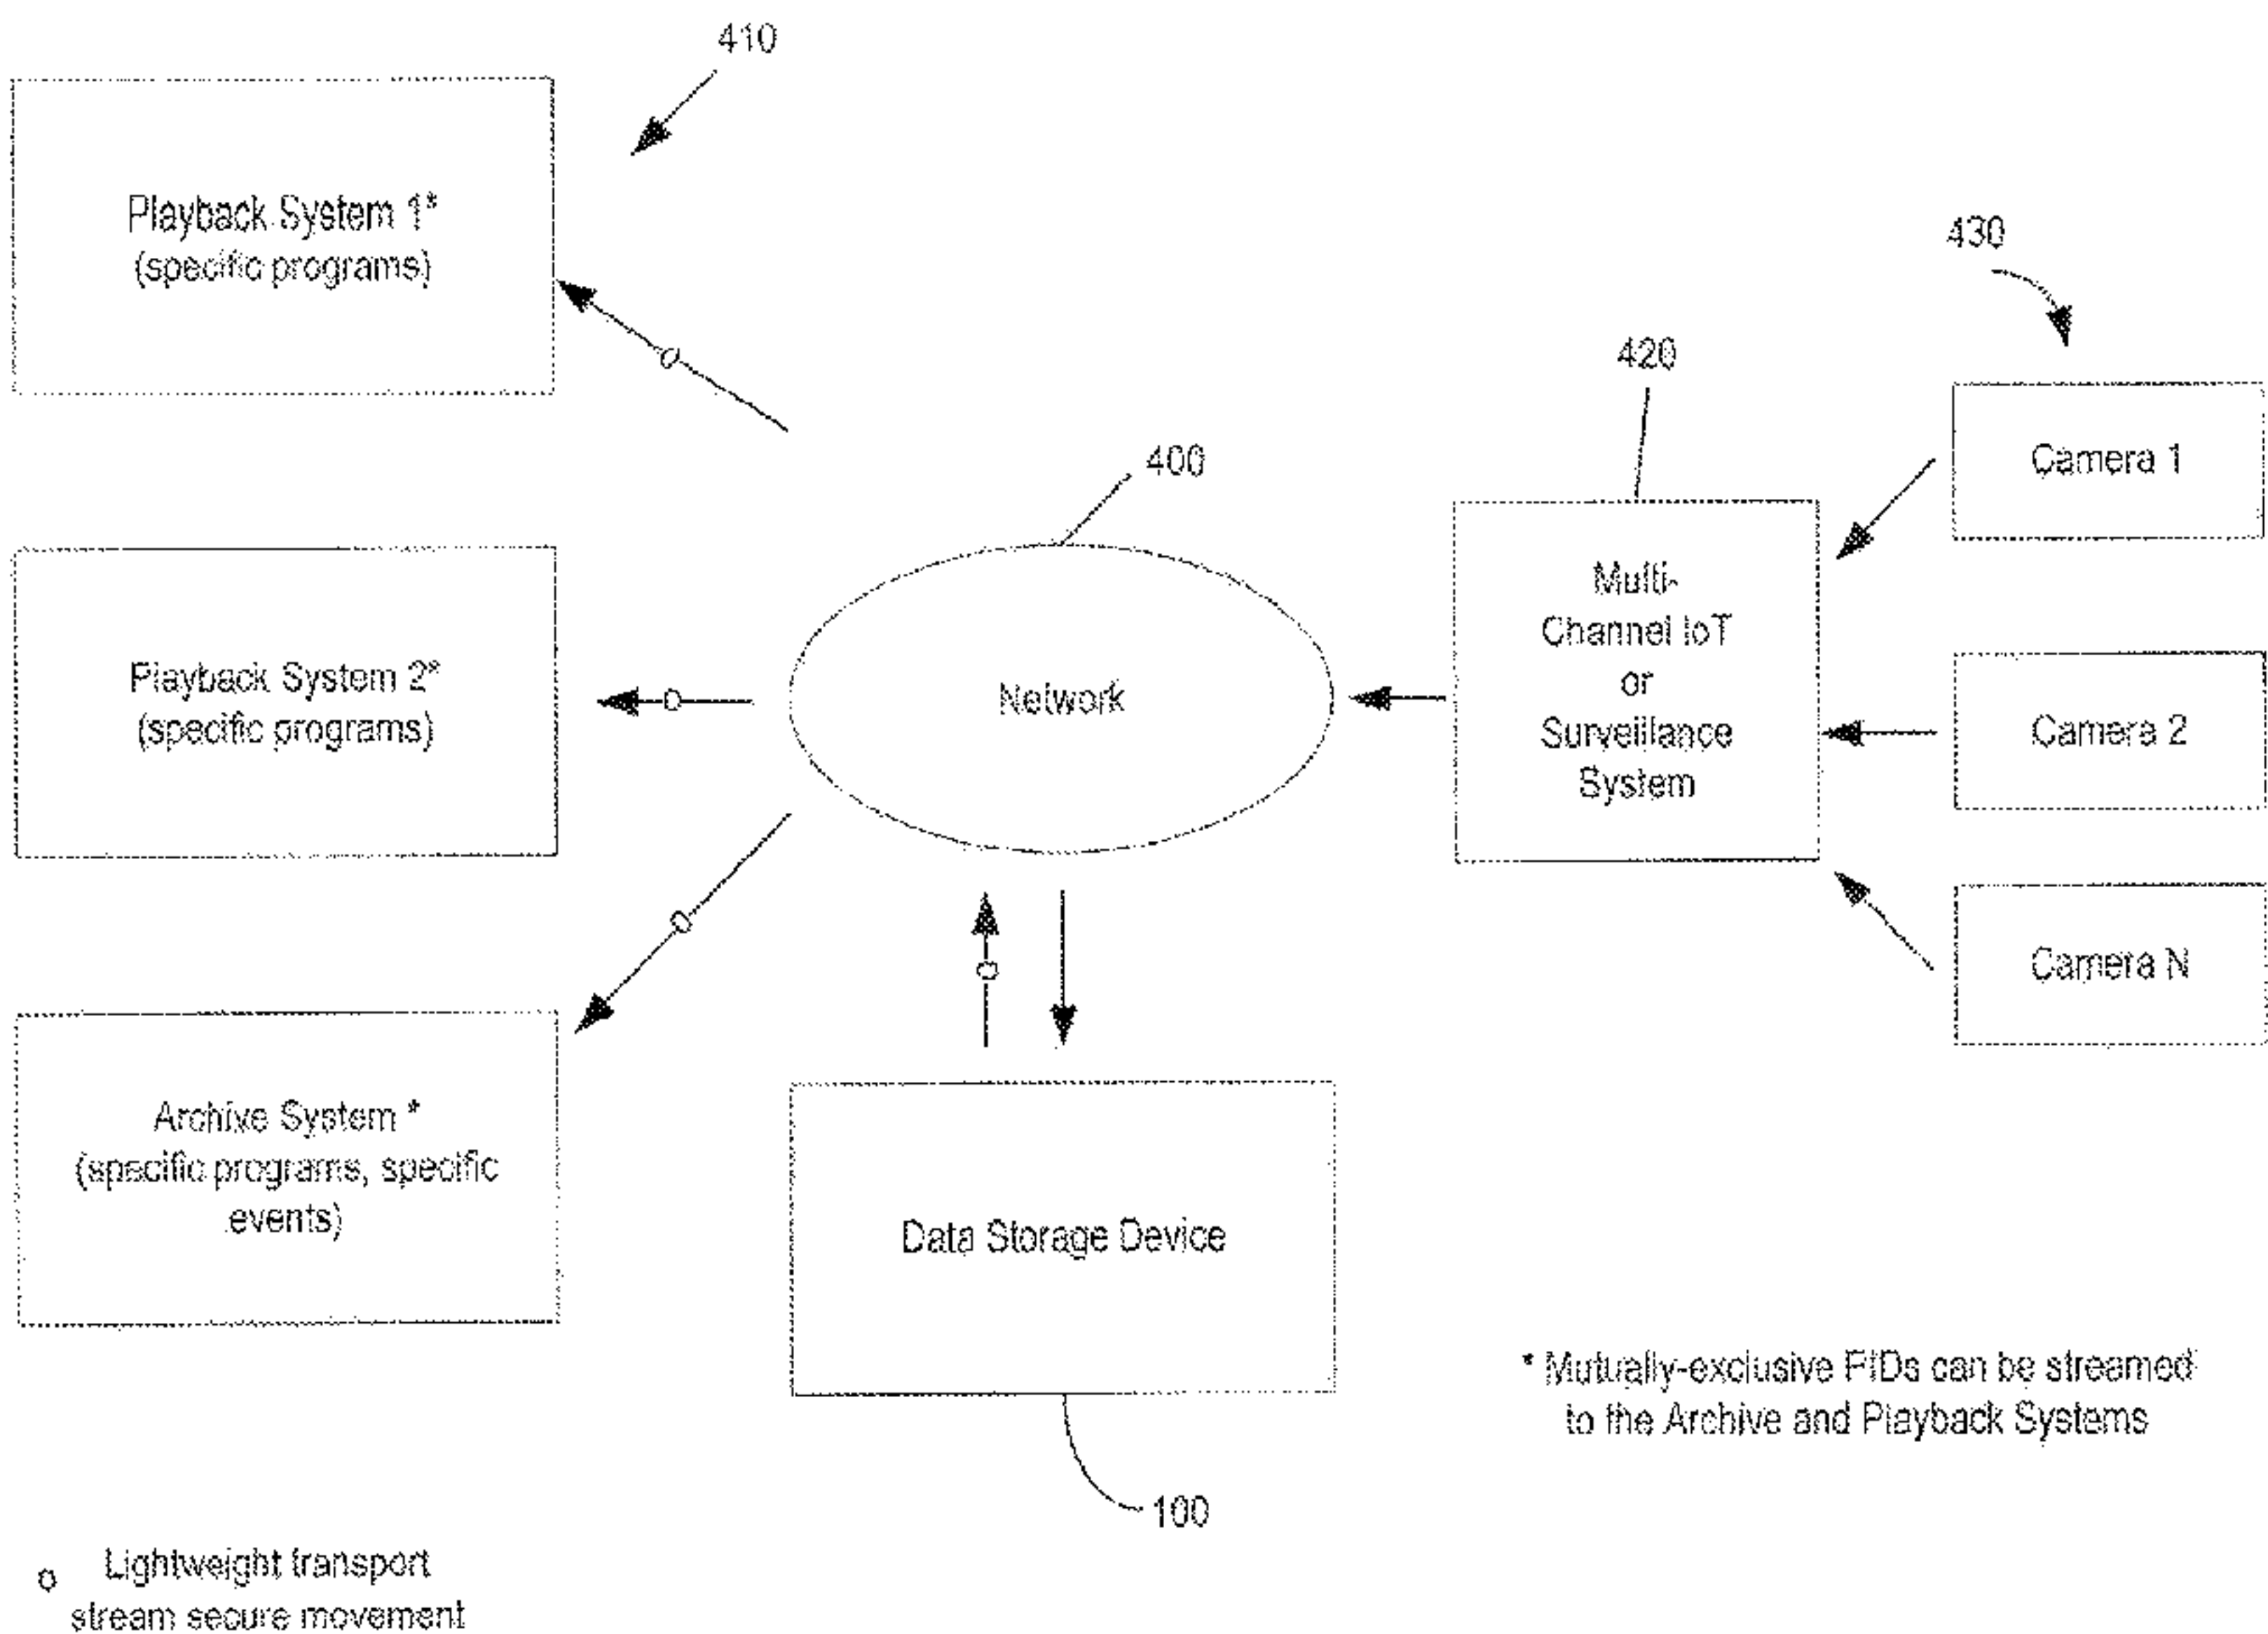 410
Playback System 1*
(specific programs)
430
420
Camera 1
400
Multi-
Channel IoT
or
Surveillance
System
Playback System 2*
(specific programs)
Network
Camera 2
Camera N
Archive System *
(specific programs, specific
events)
Data Storage Device
* Mutually-exclusive PIDs can be streamed
to the Archive and Playback Systems
100
o Lightweight transport
stream secure movement